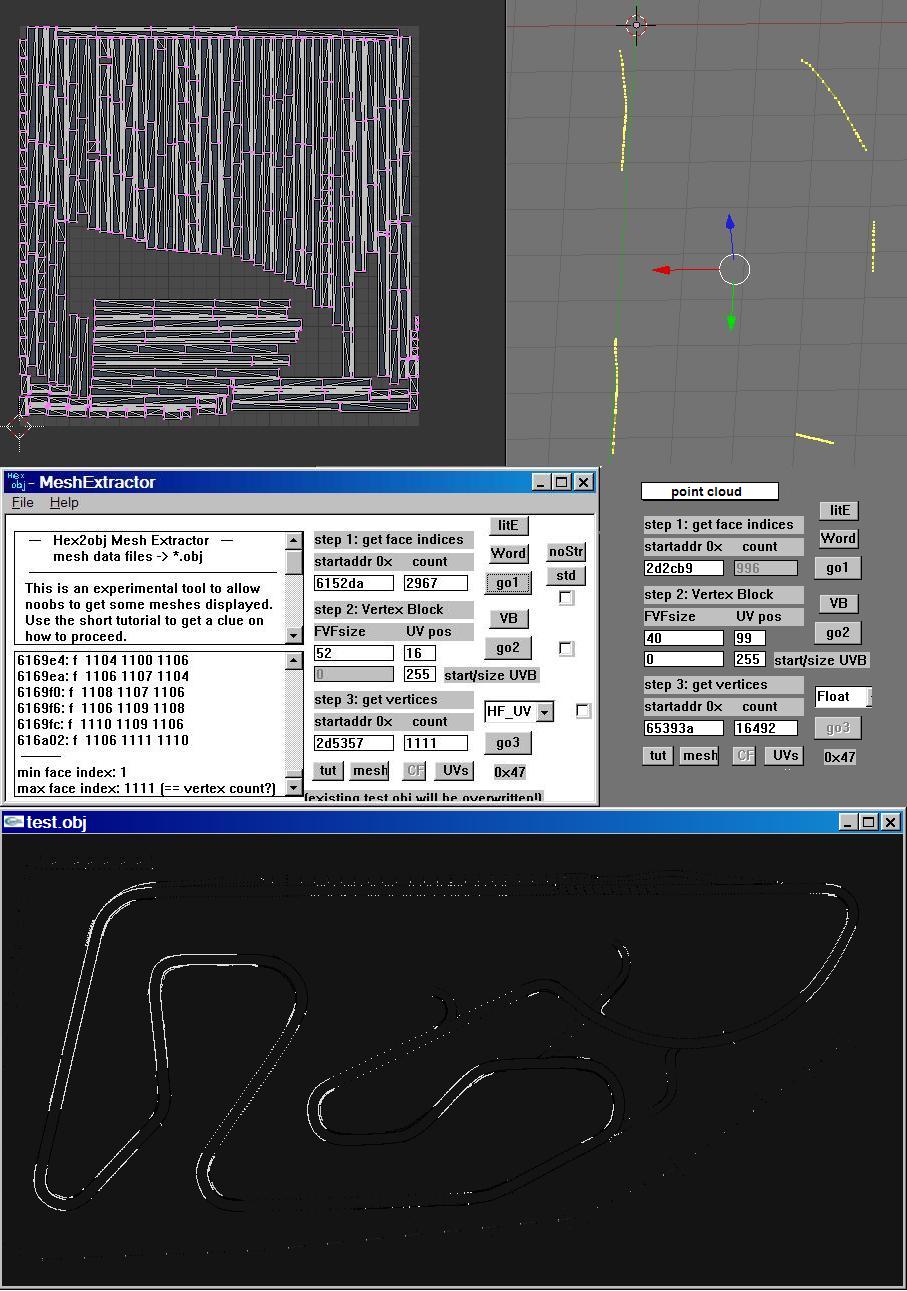 Hex
obj
- MeshExtractor
File Help
— Hex2obj Mesh Extractor —
mesh data files -> *.obj
This is an experimental tool to allow
noobs to get some meshes displayed.
Use the short tutorial to get a clue on
how to proceed.
6169e4: f 1104 1100 1106
6169ea: f 1106 1107 1104
6169f0: f 1108 1107 1106
6169f6: f 1106 1109 1108
6169fc: f 1110 1109 1106
616a02: f 1106 1111 1110
min face index: 1
max face index: 1111 (== vertex count?)
litE
step 1: get face indices
Word
noStr
startaddr 0x count
std
6152da 2967
go1
step 2: Vertex Block
VB
FVFsize UV pos
52 16
go2
0 255 start/size UVB
step 3: get vertices
startaddr 0x count
HF_UV
2d5357 1111
go3
tut mesh CF UVs 0x47
(existing test.obj will be overwritten!)
point cloud
litE
step 1: get face indices
Word
startaddr 0x count
2d2cb9 996
go1
step 2: Vertex Block
VB
FVFsize UV pos
40 99
go2
0 255 start/size UVB
step 3: get vertices
Float
startaddr 0x count
65393a 16492
go3
tut mesh CF UVs 0x47
test.obj